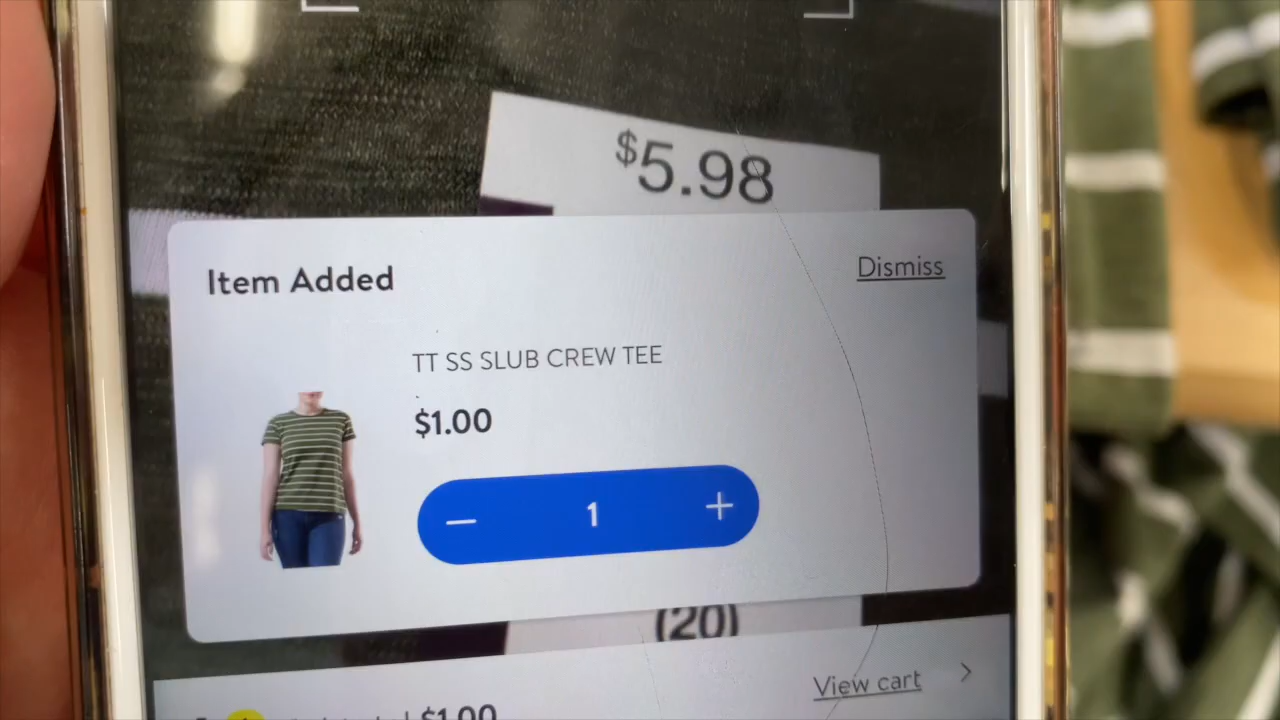 $5.98
Item Added
Dismiss
TT SS SLUB CREW TEE
$1.00
− 1 +
(20)
View cart >
$1.00